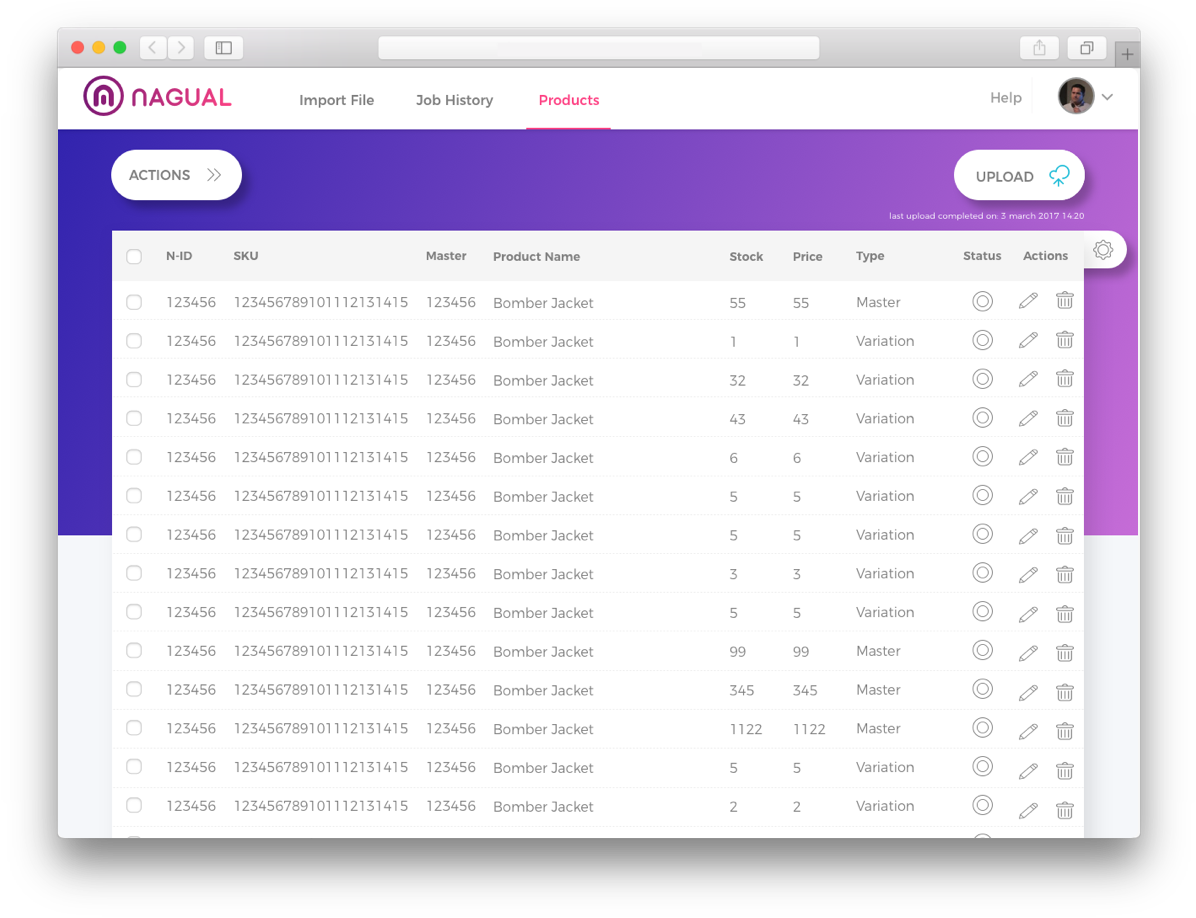 NAGUAL Import File Job History Products Help
ACTIONS UPLOAD
last upload completed on: 3 march 2017 14:20
N-ID SKU Master Product Name Stock Price Type Status Actions
123456 123456789101112131415 123456 Bomber Jacket 55 55 Master
123456 123456789101112131415 123456 Bomber Jacket 1 1 Variation
123456 123456789101112131415 123456 Bomber Jacket 32 32 Variation
123456 123456789101112131415 123456 Bomber Jacket 43 43 Variation
123456 123456789101112131415 123456 Bomber Jacket 6 6 Variation
123456 123456789101112131415 123456 Bomber Jacket 5 5 Variation
123456 123456789101112131415 123456 Bomber Jacket 5 5 Variation
123456 123456789101112131415 123456 Bomber Jacket 3 3 Variation
123456 123456789101112131415 123456 Bomber Jacket 5 5 Variation
123456 123456789101112131415 123456 Bomber Jacket 99 99 Master
123456 123456789101112131415 123456 Bomber Jacket 345 345 Master
123456 123456789101112131415 123456 Bomber Jacket 1122 1122 Master
123456 123456789101112131415 123456 Bomber Jacket 5 5 Variation
123456 123456789101112131415 123456 Bomber Jacket 2 2 Variation